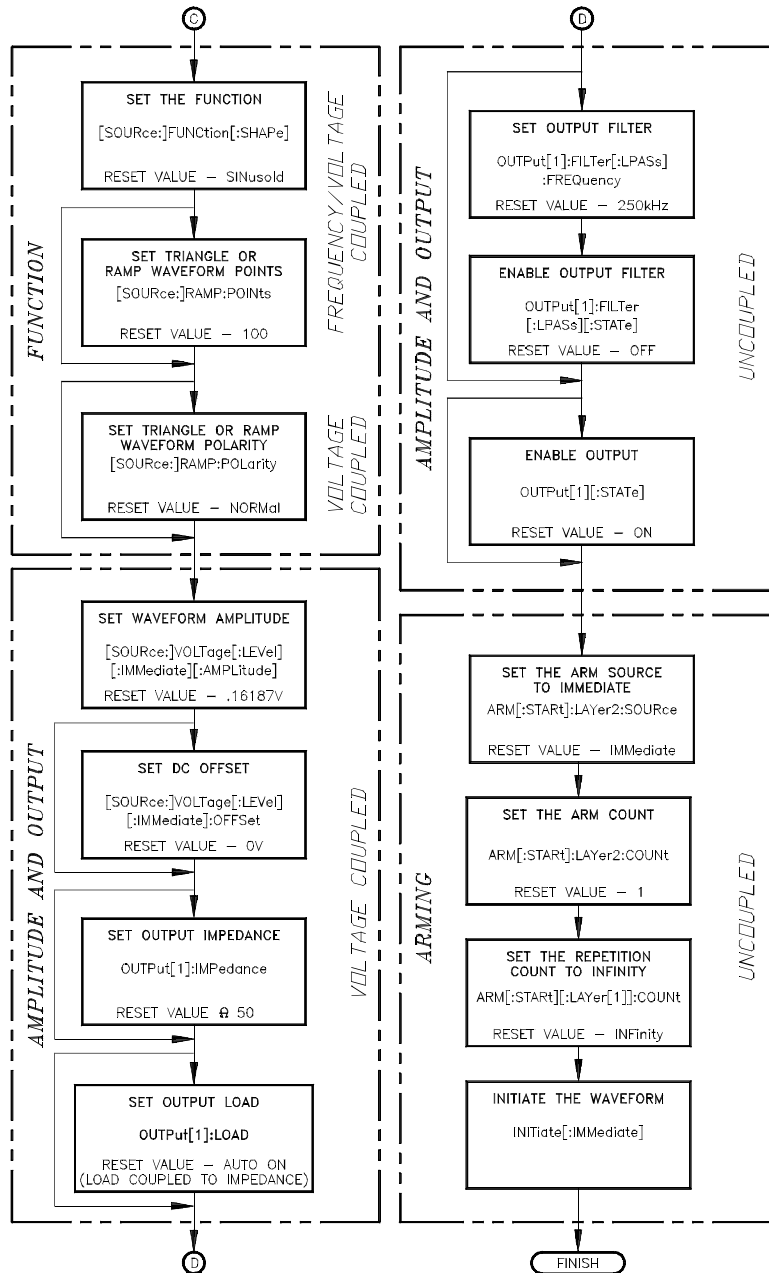 C
SET THE FUNCTION
[SOURce:]FUNCtion[:SHAPe]
RESET VALUE – SINusoId
SET TRIANGLE OR
RAMP WAVEFORM POINTS
[SOURce:]RAMP:POINts
RESET VALUE – 100
SET TRIANGLE OR RAMP
WAVEFORM POLARITY
[SOURce:]RAMP:POLarity
RESET VALUE – NORMal
FUNCTION
FREQUENCY/VOLTAGE
COUPLED
VOLTAGE
COUPLED
SET WAVEFORM AMPLITUDE
[SOURce:]VOLTage[:LEVel]
[:IMMediate][:AMPLitude]
RESET VALUE – .16187V
SET DC OFFSET
[SOURce:]VOLTage[:LEVel]
[:IMMediate]:OFFSet
RESET VALUE – 0V
SET OUTPUT IMPEDANCE
OUTPut[1]:IMPedance
RESET VALUE Ω 50
SET OUTPUT LOAD
OUTPut[1]:LOAD
RESET VALUE – AUTO ON
(LOAD COUPLED TO IMPEDANCE)
AMPLITUDE AND OUTPUT
VOLTAGE COUPLED
D
D
SET OUTPUT FILTER
OUTPut[1]:FILTer[:LPASs]
:FREQuency
RESET VALUE – 250kHz
ENABLE OUTPUT FILTER
OUTPut[1]:FILTer
[:LPASs][:STATe]
RESET VALUE – OFF
ENABLE OUTPUT
OUTPut[1][:STATe]
RESET VALUE – ON
AMPLITUDE AND OUTPUT
UNCOUPLED
SET THE ARM SOURCE
TO IMMEDIATE
ARM[:STARt]:LAYer2:SOURce
RESET VALUE – IMMediate
SET THE ARM COUNT
ARM[:STARt]:LAYer2:COUNt
RESET VALUE – 1
SET THE REPETITION
COUNT TO INFINITY
ARM[:STARt][:LAYer[1]]:COUNt
RESET VALUE – INFinity
INITIATE THE WAVEFORM
INITiate[:IMMediate]
ARMING
UNCOUPLED
FINISH